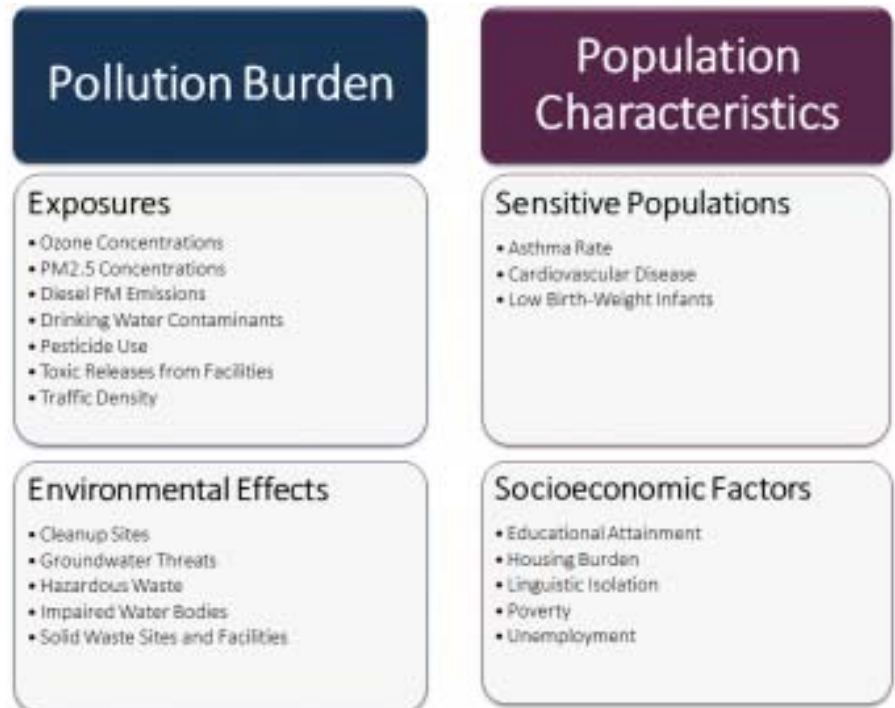 Pollution Burden
Exposures
• Ozone Concentrations
• PM2.5 Concentrations
• Diesel PM Emissions
• Drinking Water Contaminants
• Pesticide Use
• Toxic Releases from Facilities
• Traffic Density
Environmental Effects
• Cleanup Sites
• Groundwater Threats
• Hazardous Waste
• Impaired Water Bodies
• Solid Waste Sites and Facilities
Population
Characteristics
Sensitive Populations
• Asthma Rate
• Cardiovascular Disease
• Low Birth-Weight Infants
Socioeconomic Factors
• Educational Attainment
• Housing Burden
• Linguistic Isolation
• Poverty
• Unemployment